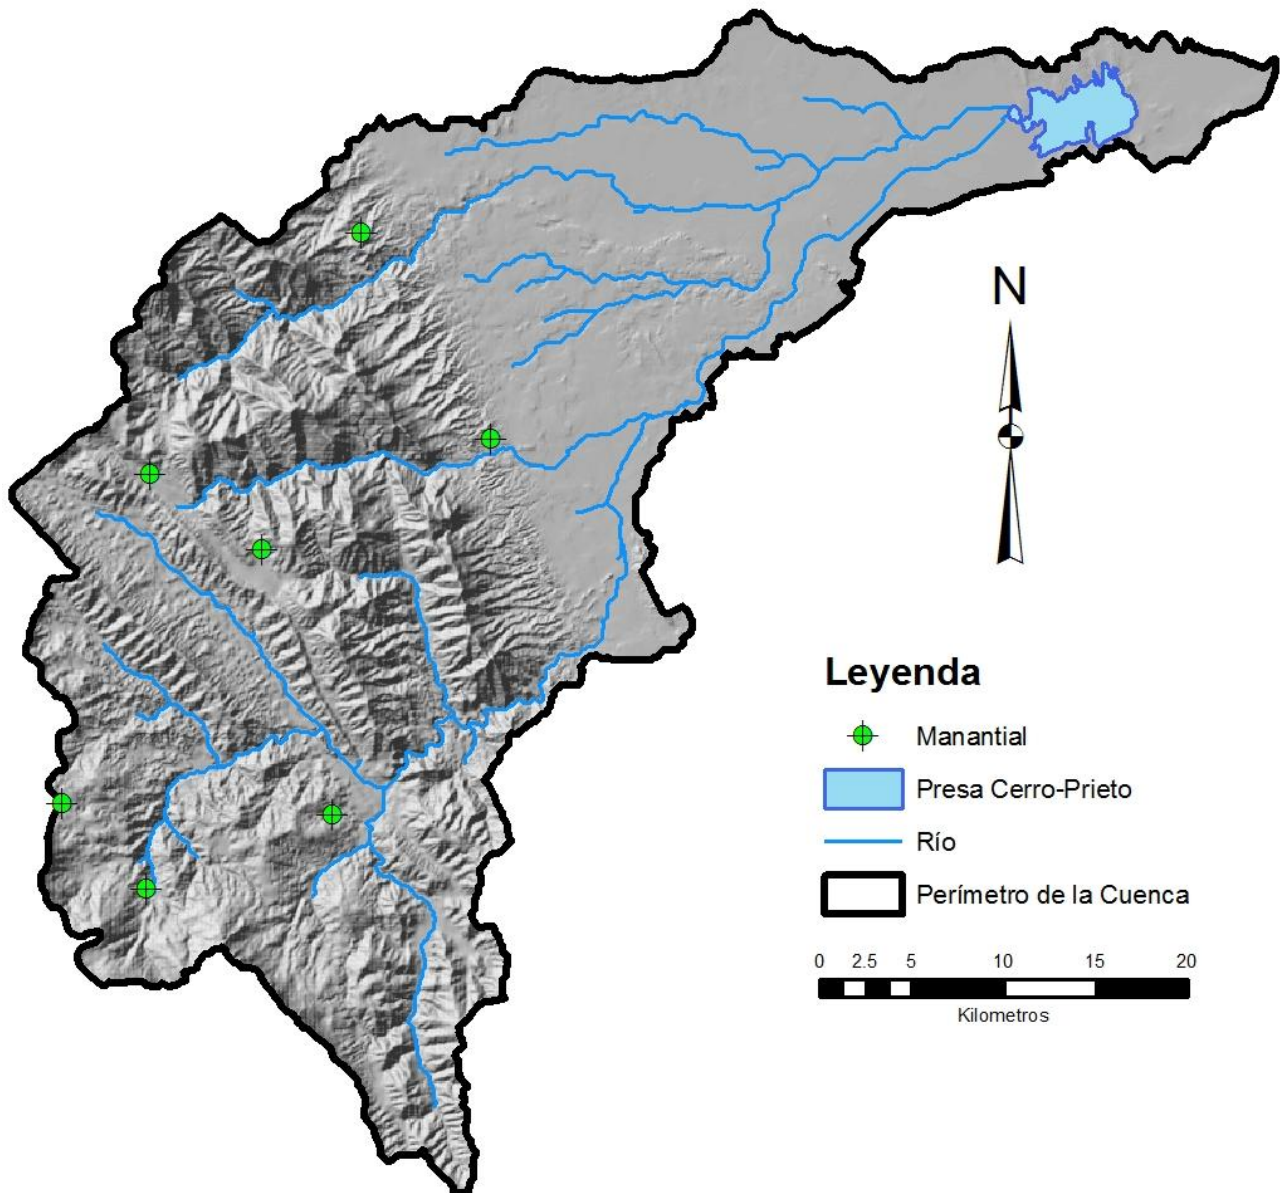 N
Leyenda
Manantial
Presa Cerro-Prieto
Río
Perímetro de la Cuenca
0 2.5 5 10 15 20
Kilometros